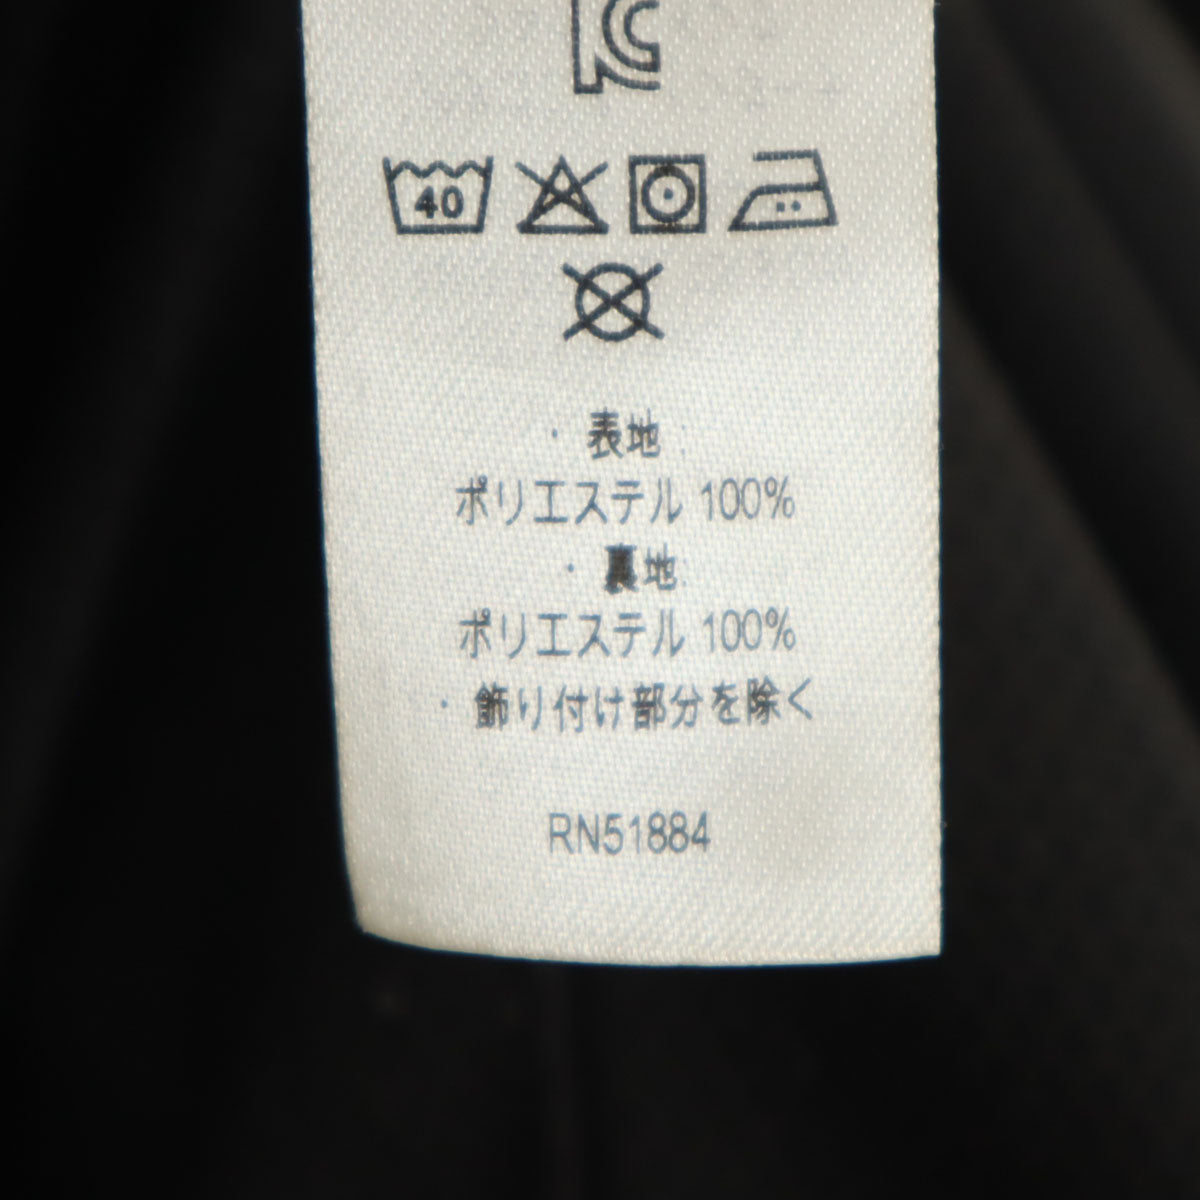 40
・表地:
ポリエステル 100%
・裏地:
ポリエステル 100%
・飾り付け部分を除く
RN51884